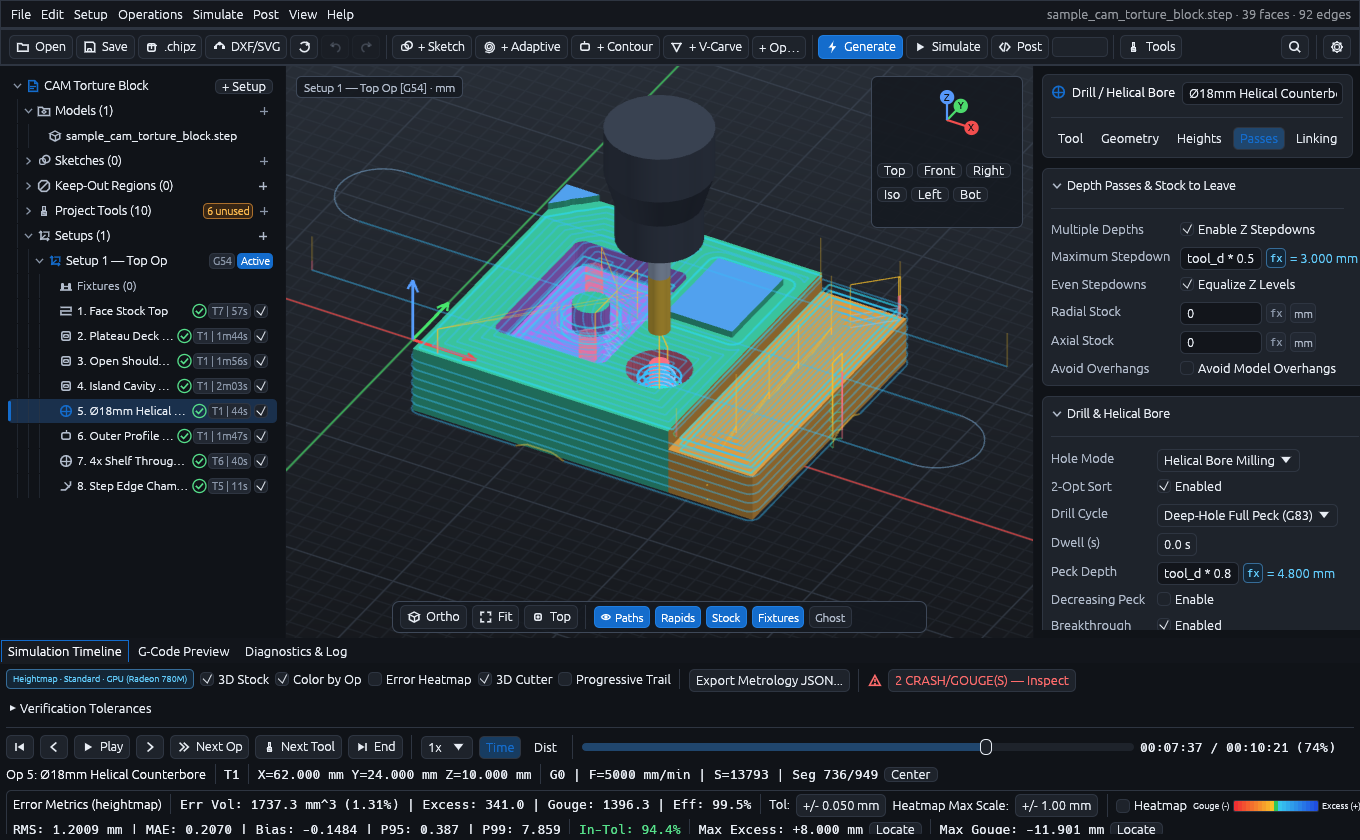 File Edit Setup Operations Simulate Post View Help
sample_cam_torture_block.step · 39 faces · 92 edges
Open Save .chipz DXF/SVG + Sketch + Adaptive + Contour + V-Carve + Op... Generate Simulate Post Tools
CAM Torture Block + Setup
Models (1) +
sample_cam_torture_block.step
Sketches (0) +
Keep-Out Regions (0) +
Project Tools (10) 6 unused +
Setups (1) +
Setup 1 — Top Op G54 Active
Fixtures (0)
1. Face Stock Top T7 | 57s
2. Plateau Deck ... T1 | 1m44s
3. Open Should... T1 | 1m56s
4. Island Cavity ... T1 | 2m03s
5. Ø18mm Helical ... T1 | 44s
6. Outer Profile ... T1 | 1m47s
7. 4x Shelf Throug... T6 | 40s
8. Step Edge Cham... T5 | 11s
Setup 1 — Top Op [G54] · mm
Z
Y
X
Top Front Right
Iso Left Bot
Ortho Fit Top Paths Rapids Stock Fixtures Ghost
Drill / Helical Bore Ø18mm Helical Counterb
Tool Geometry Heights Passes Linking
Depth Passes & Stock to Leave
Multiple Depths Enable Z Stepdowns
Maximum Stepdown tool_d * 0.5 fx = 3.000 mm
Even Stepdowns Equalize Z Levels
Radial Stock 0 fx mm
Axial Stock 0 fx mm
Avoid Overhangs Avoid Model Overhangs
Drill & Helical Bore
Hole Mode Helical Bore Milling
2-Opt Sort Enabled
Drill Cycle Deep-Hole Full Peck (G83)
Dwell (s) 0.0 s
Peck Depth tool_d * 0.8 fx = 4.800 mm
Decreasing Peck Enable
Breakthrough Enabled
Simulation Timeline G-Code Preview Diagnostics & Log
Heightmap · Standard · GPU (Radeon 780M) 3D Stock Color by Op Error Heatmap 3D Cutter Progressive Trail Export Metrology JSON... 2 CRASH/GOUGE(S) — Inspect
Verification Tolerances
Play Next Op Next Tool End 1x Time Dist 00:07:37 / 00:10:21 (74%)
Op 5: Ø18mm Helical Counterbore T1 X=62.000 mm Y=24.000 mm Z=10.000 mm G0 | F=5000 mm/min | S=13793 | Seg 736/949 Center
Error Metrics (heightmap) Err Vol: 1737.3 mm^3 (1.31%) | Excess: 341.0 | Gouge: 1396.3 | Eff: 99.5% Tol: +/- 0.050 mm Heatmap Max Scale: +/- 1.00 mm Heatmap Gouge (-) Excess (+)
RMS: 1.2009 mm | MAE: 0.2070 | Bias: -0.1484 | P95: 0.387 | P99: 7.859 In-Tol: 94.4% Max Excess: +8.000 mm Locate Max Gouge: -11.901 mm Locate